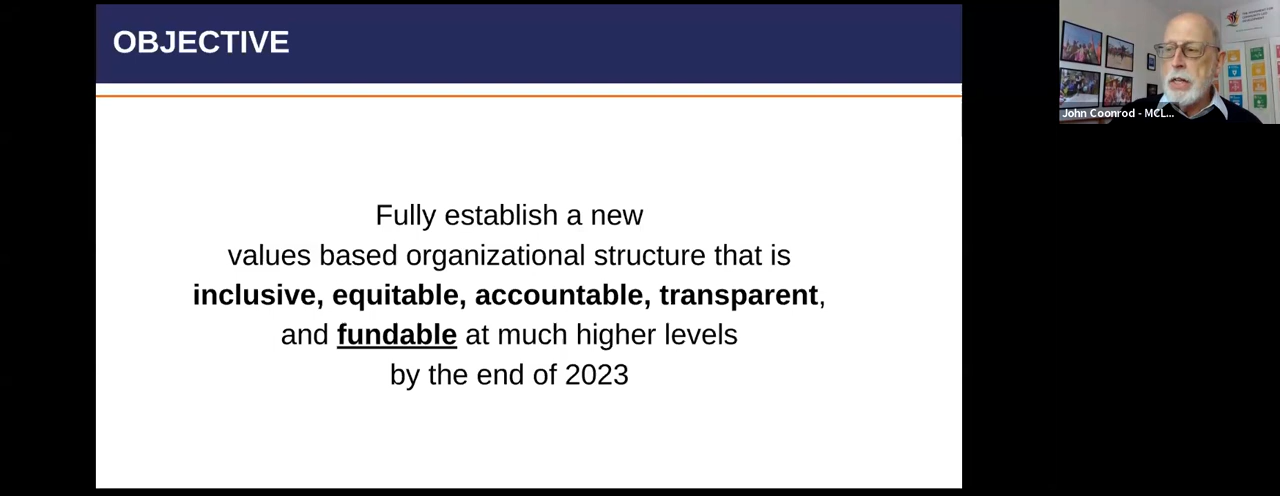 OBJECTIVE
Fully establish a new
values based organizational structure that is
inclusive, equitable, accountable, transparent,
and fundable at much higher levels
by the end of 2023
John Coonrod - MCL...